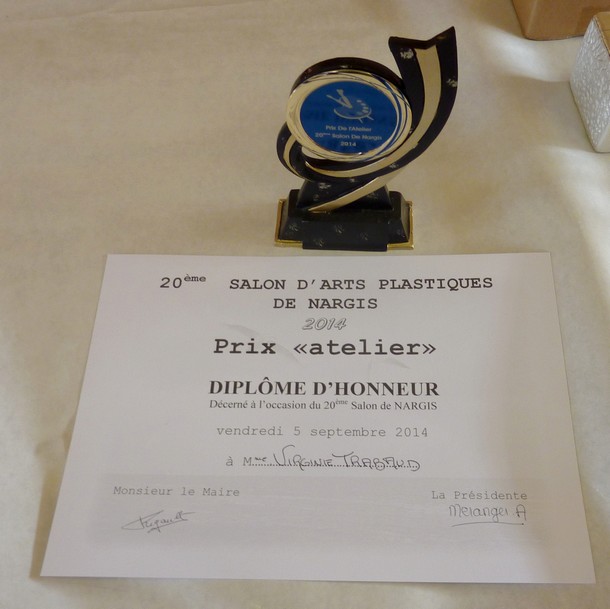 Prix De l'Atelier
20ème Salon De Nargis
2014
20ème SALON D'ARTS PLASTIQUES
DE NARGIS
2014
Prix «atelier»
DIPLÔME D'HONNEUR
Décerné à l'occasion du 20ème Salon de NARGIS
vendredi 5 septembre 2014
à Mme VIRGINIE TRABAUD
Monsieur le Maire
La Présidente
Meranger A